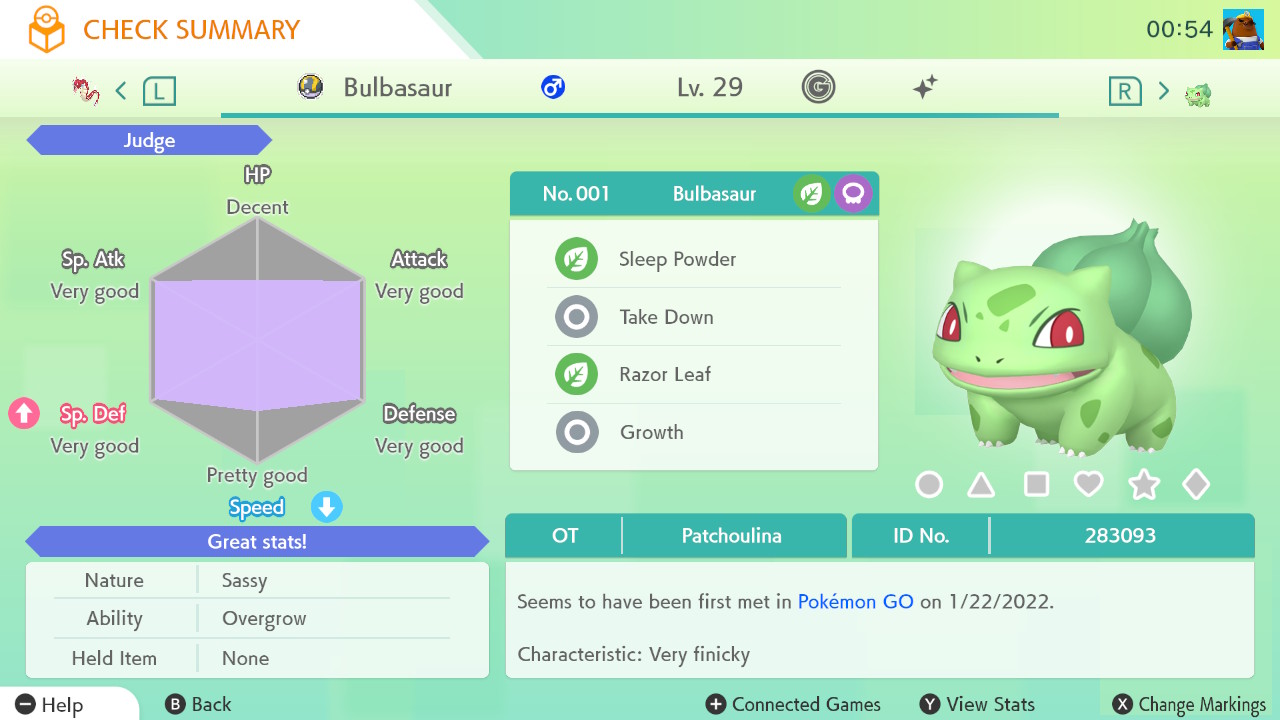 CHECK SUMMARY
00:54
L
Bulbasaur
Lv. 29
G
R
Judge
HP
Decent
Sp. Atk
Very good
Attack
Very good
Sp. Def
Very good
Defense
Very good
Pretty good
Speed
Great stats!
Nature Sassy
Ability Overgrow
Held Item None
No. 001 Bulbasaur
Sleep Powder
Take Down
Razor Leaf
Growth
OT Patchoulina ID No. 283093
Seems to have been first met in Pokémon GO on 1/22/2022.
Characteristic: Very finicky
Help
B Back
Connected Games
Y View Stats
X Change Markings